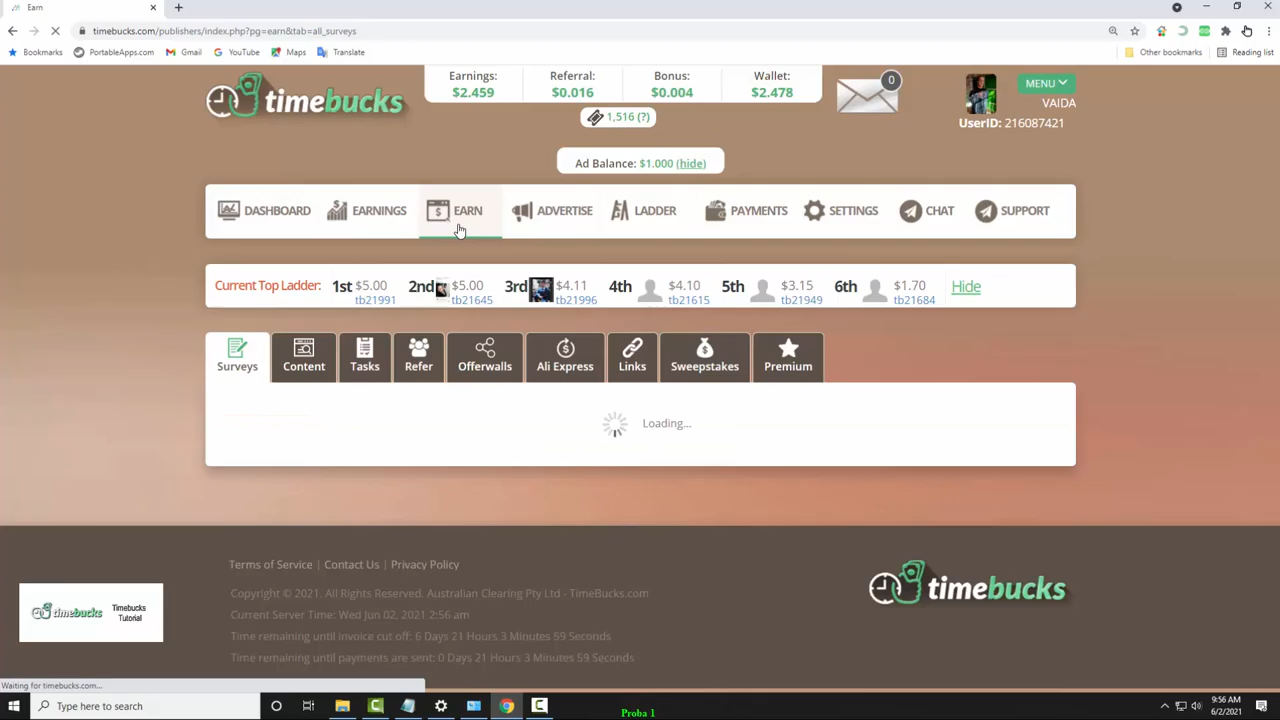 Earn
timebucks.com/publishers/index.php?pg=earn&tab=all_surveys
Bookmarks PortableApps.com Gmail YouTube Maps Translate Other bookmarks Reading list
timebucks
Earnings: Referral: Bonus: Wallet:
$2.459 $0.016 $0.004 $2.478
1,516 (?)
0
MENU
VAIDA
UserID: 216087421
Ad Balance: $1.000 (hide)
DASHBOARD EARNINGS EARN ADVERTISE LADDER PAYMENTS SETTINGS CHAT SUPPORT
Current Top Ladder: 1st $5.00 2nd $5.00 3rd $4.11 4th $4.10 5th $3.15 6th $1.70 Hide
tb21991 tb21645 tb21996 tb21615 tb21949 tb21684
Surveys Content Tasks Refer Offerwalls Ali Express Links Sweepstakes Premium
Loading...
Terms of Service | Contact Us | Privacy Policy
Copyright © 2021. All Rights Reserved. Australian Clearing Pty Ltd - TimeBucks.com
Current Server Time: Wed Jun 02, 2021 2:56 am
Time remaining until invoice cut off: 6 Days 21 Hours 3 Minutes 59 Seconds
Time remaining until payments are sent: 0 Days 21 Hours 3 Minutes 59 Seconds
timebucks
timebucks
Timebucks
Tutorial
Waiting for timebucks.com...
Type here to search
Proba 1
9:56 AM
6/2/2021